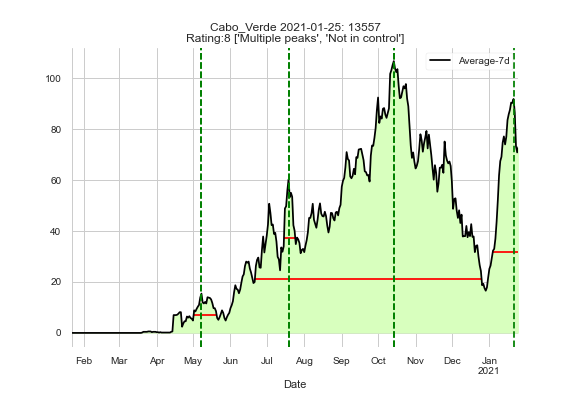 Cabo_Verde 2021-01-25: 13557
Rating:8 ['Multiple peaks', 'Not in control']
Average-7d
100
80
60
40
20
0
Feb Mar Apr May Jun Jul Aug Sep Oct Nov Dec Jan
2021
Date